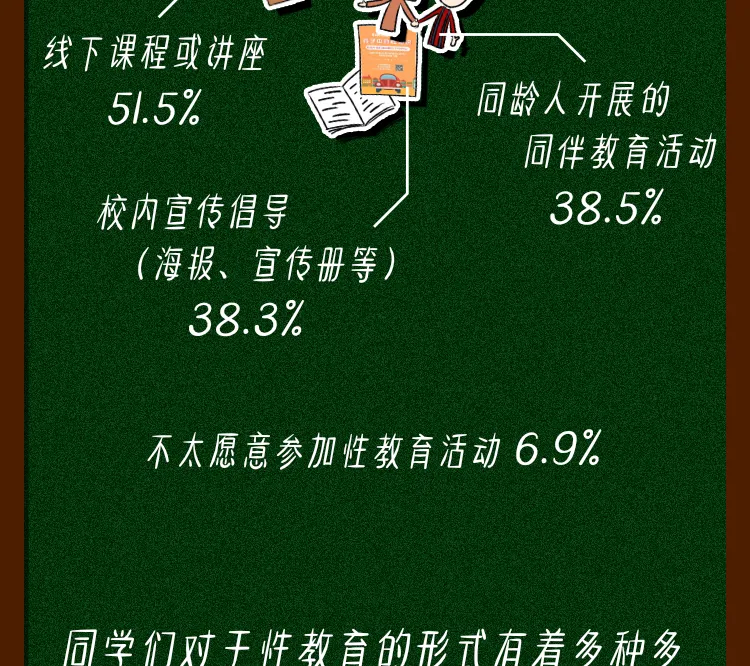 线下课程或讲座
51.5%
同龄人开展的
同伴教育活动
38.5%
校内宣传倡导
（海报、宣传册等）
38.3%
不太愿意参加性教育活动 6.9%
同学们对于性教育的形式有着多种多